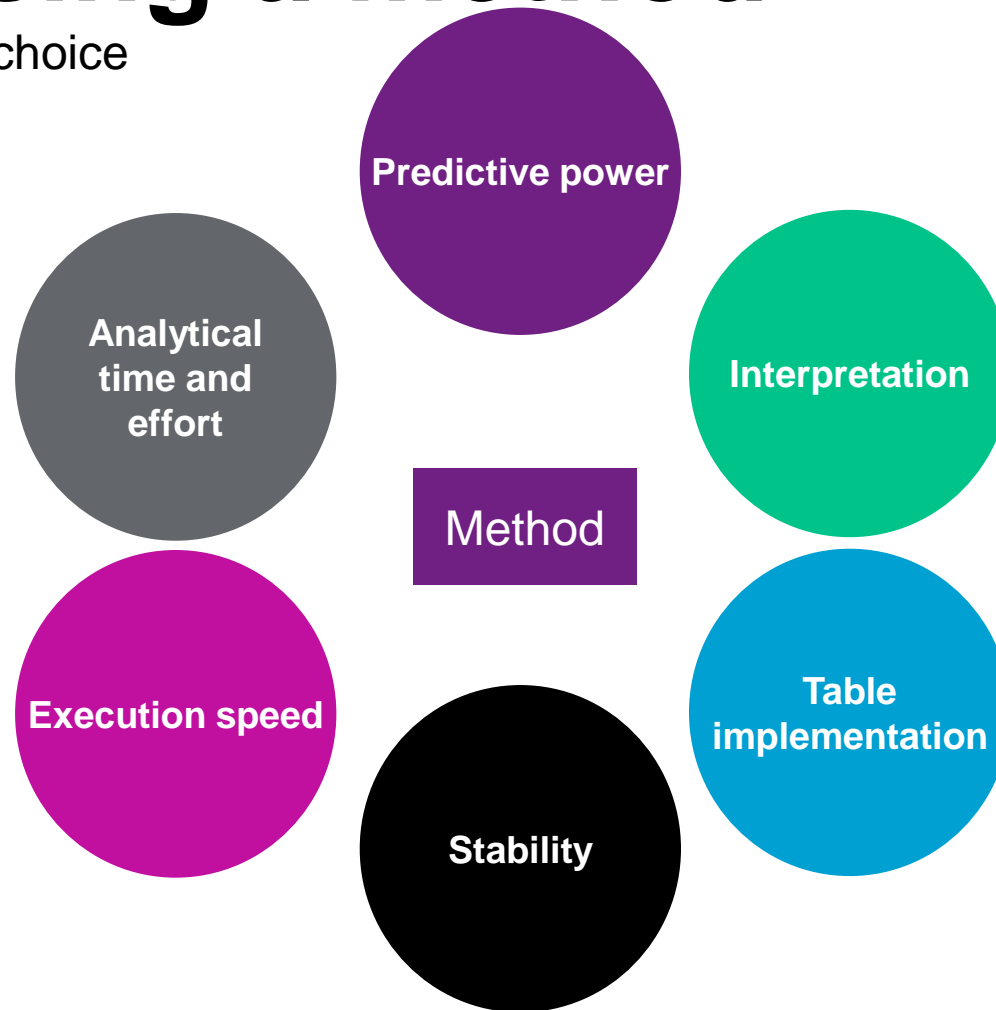 choice
Predictive power
Analytical
time and
effort
Interpretation
Method
Execution speed
Table
implementation
Stability